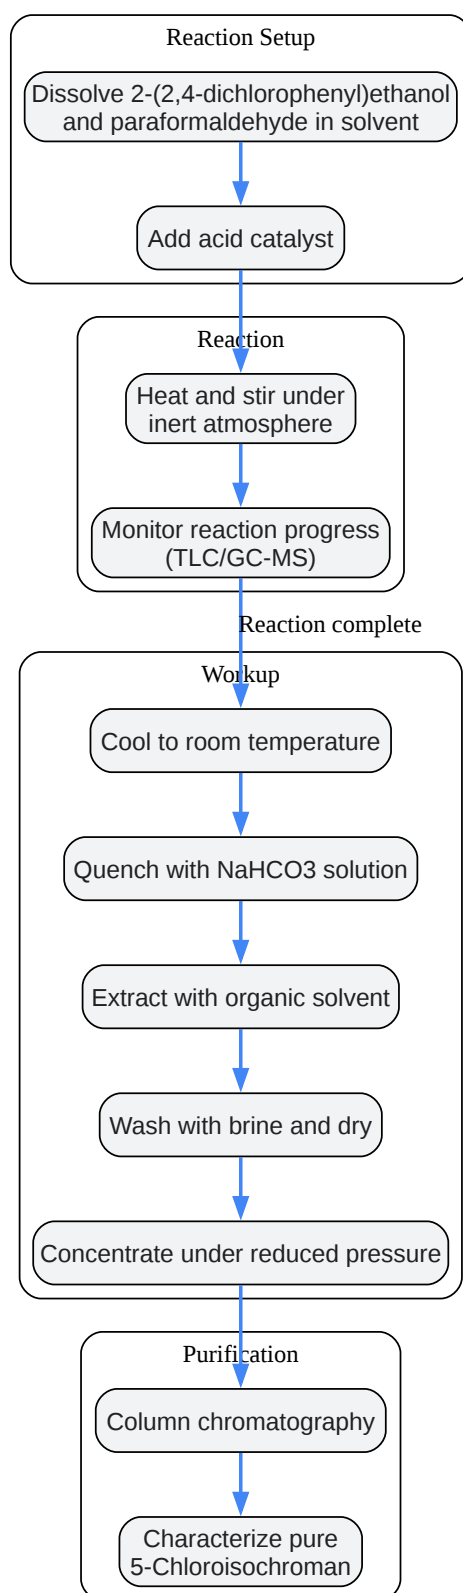 Reaction Setup
Dissolve 2-(2,4-dichlorophenyl)ethanol
and paraformaldehyde in solvent
Add acid catalyst
Reaction
Heat and stir under
inert atmosphere
Monitor reaction progress
(TLC/GC-MS)
Reaction complete
Workup
Cool to room temperature
Quench with NaHCO3 solution
Extract with organic solvent
Wash with brine and dry
Concentrate under reduced pressure
Purification
Column chromatography
Characterize pure
5-Chloroisochroman